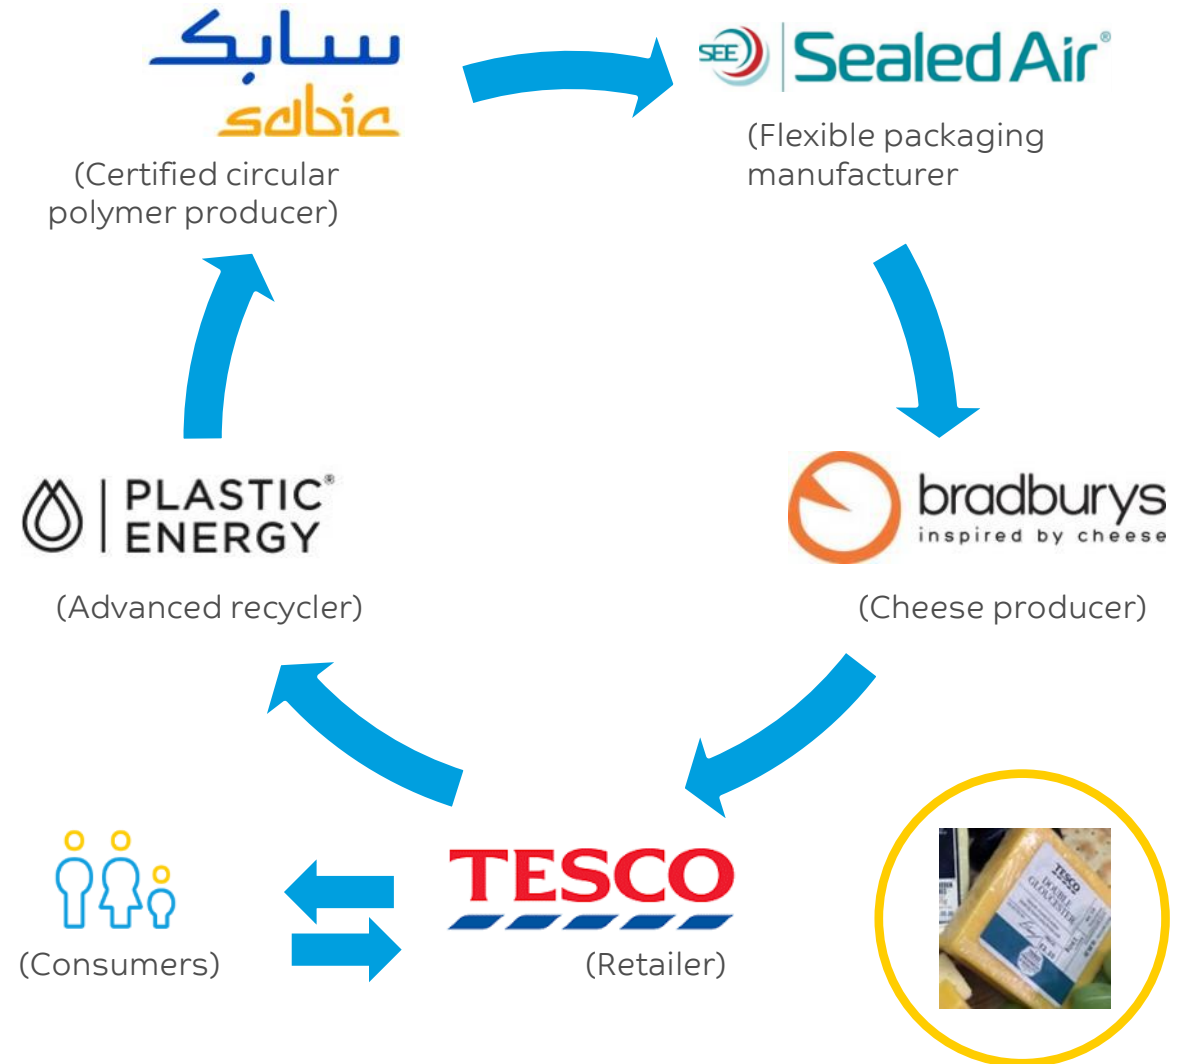 سابك
sabic
(Certified circular
polymer producer)
SEE Sealed Air®
(Flexible packaging
manufacturer
PLASTIC®
ENERGY
(Advanced recycler)
bradburys
inspired by cheese
(Cheese producer)
(Consumers)
TESCO
(Retailer)
TESCO
DOUBLE
GLOUCESTER